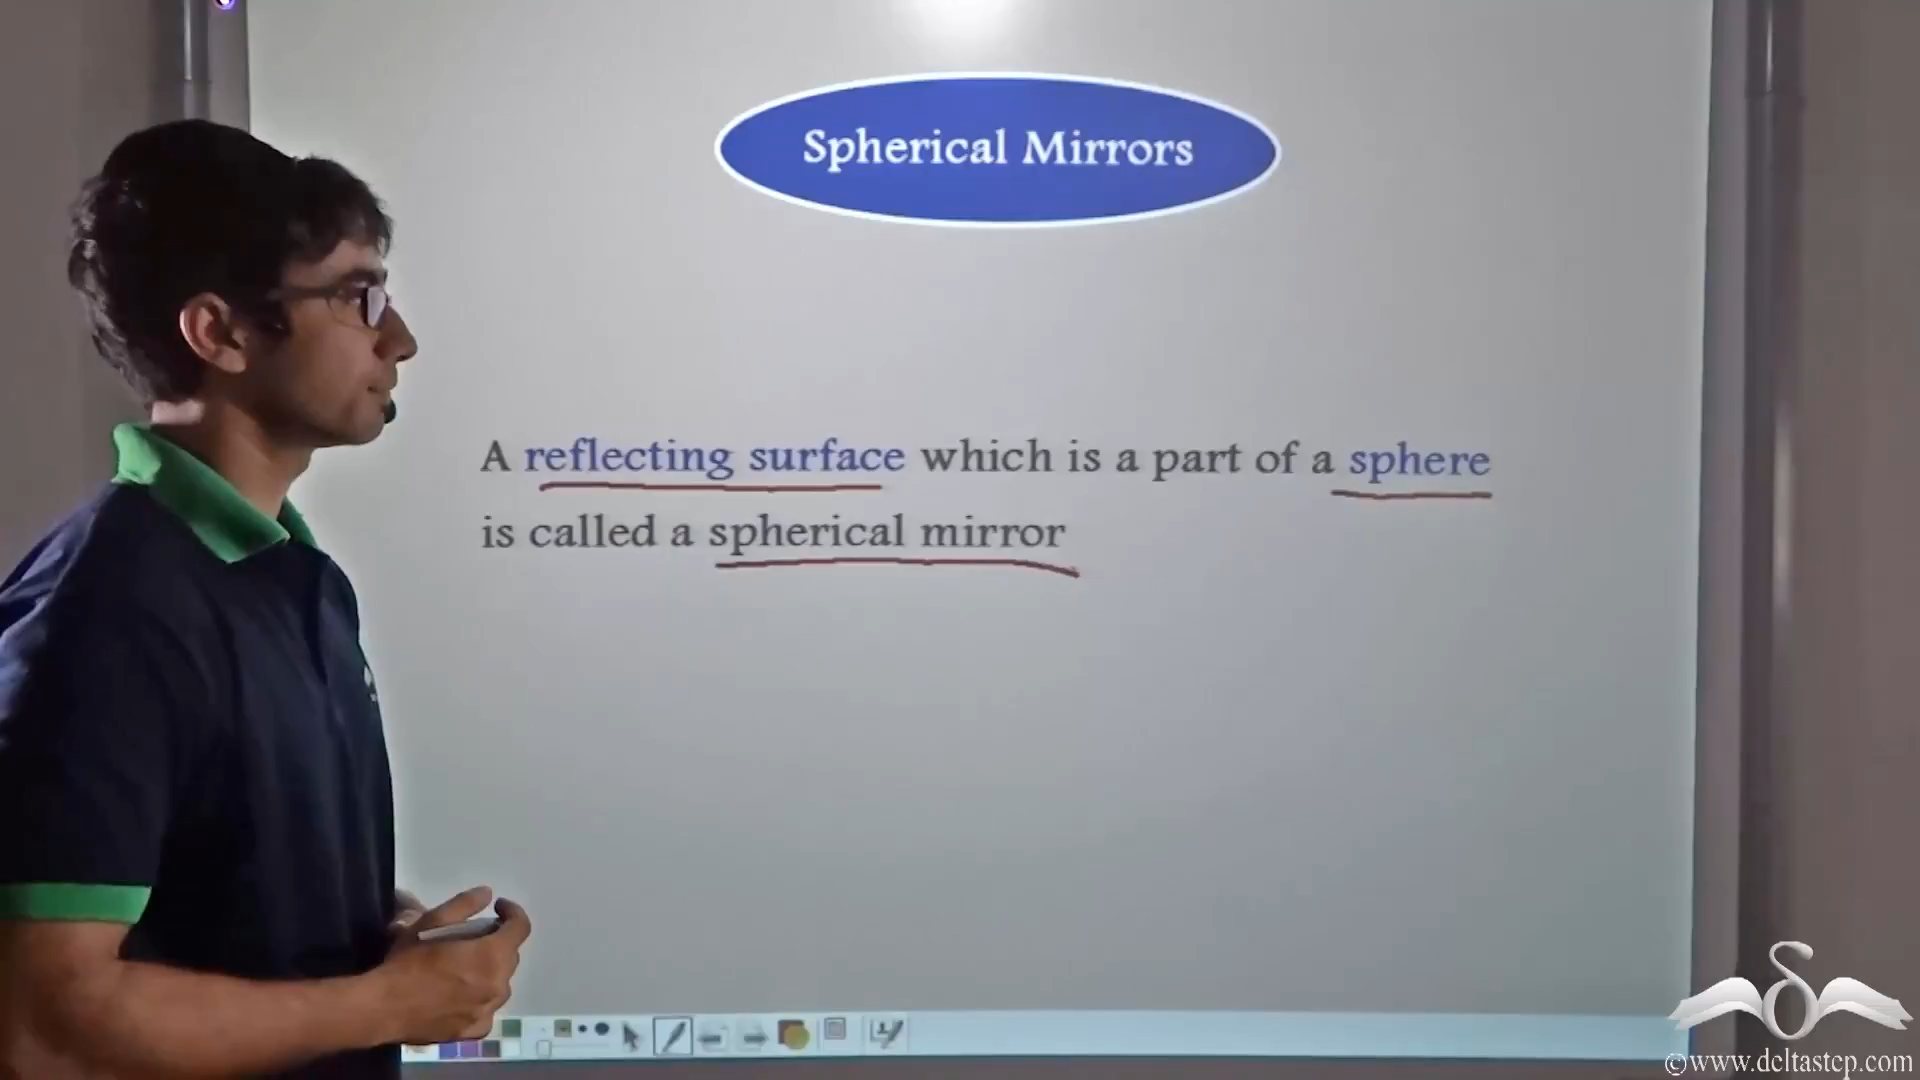 Spherical Mirrors
A reflecting surface which is a part of a sphere
is called a spherical mirror
©www.deltastep.com